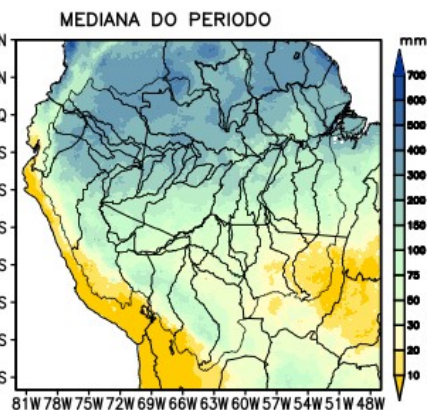 MEDIANA DO PERIODO
mm
N
N
Q
S
S
S
S
S
S
S
700
600
500
400
300
200
150
100
75
50
30
20
10
81W 78W 75W 72W 69W 66W 63W 60W 57W 54W 51W 48W